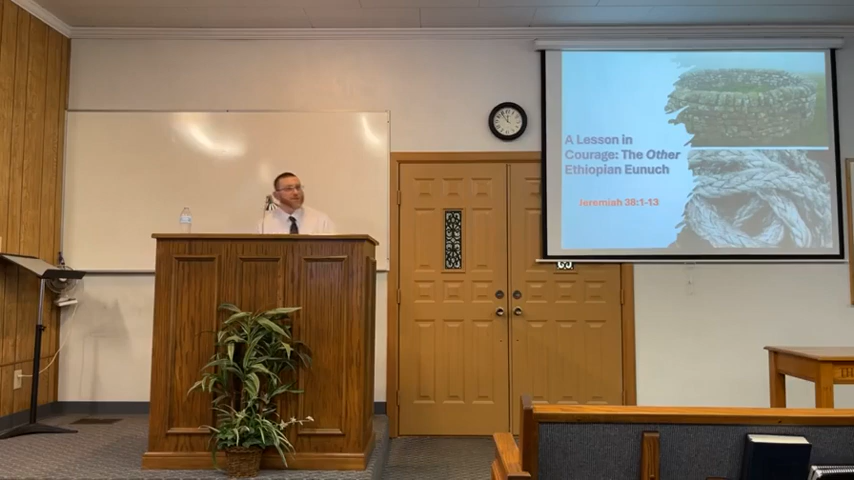 A Lesson in
Courage: The Other
Ethiopian Eunuch
Jeremiah 38:1-13